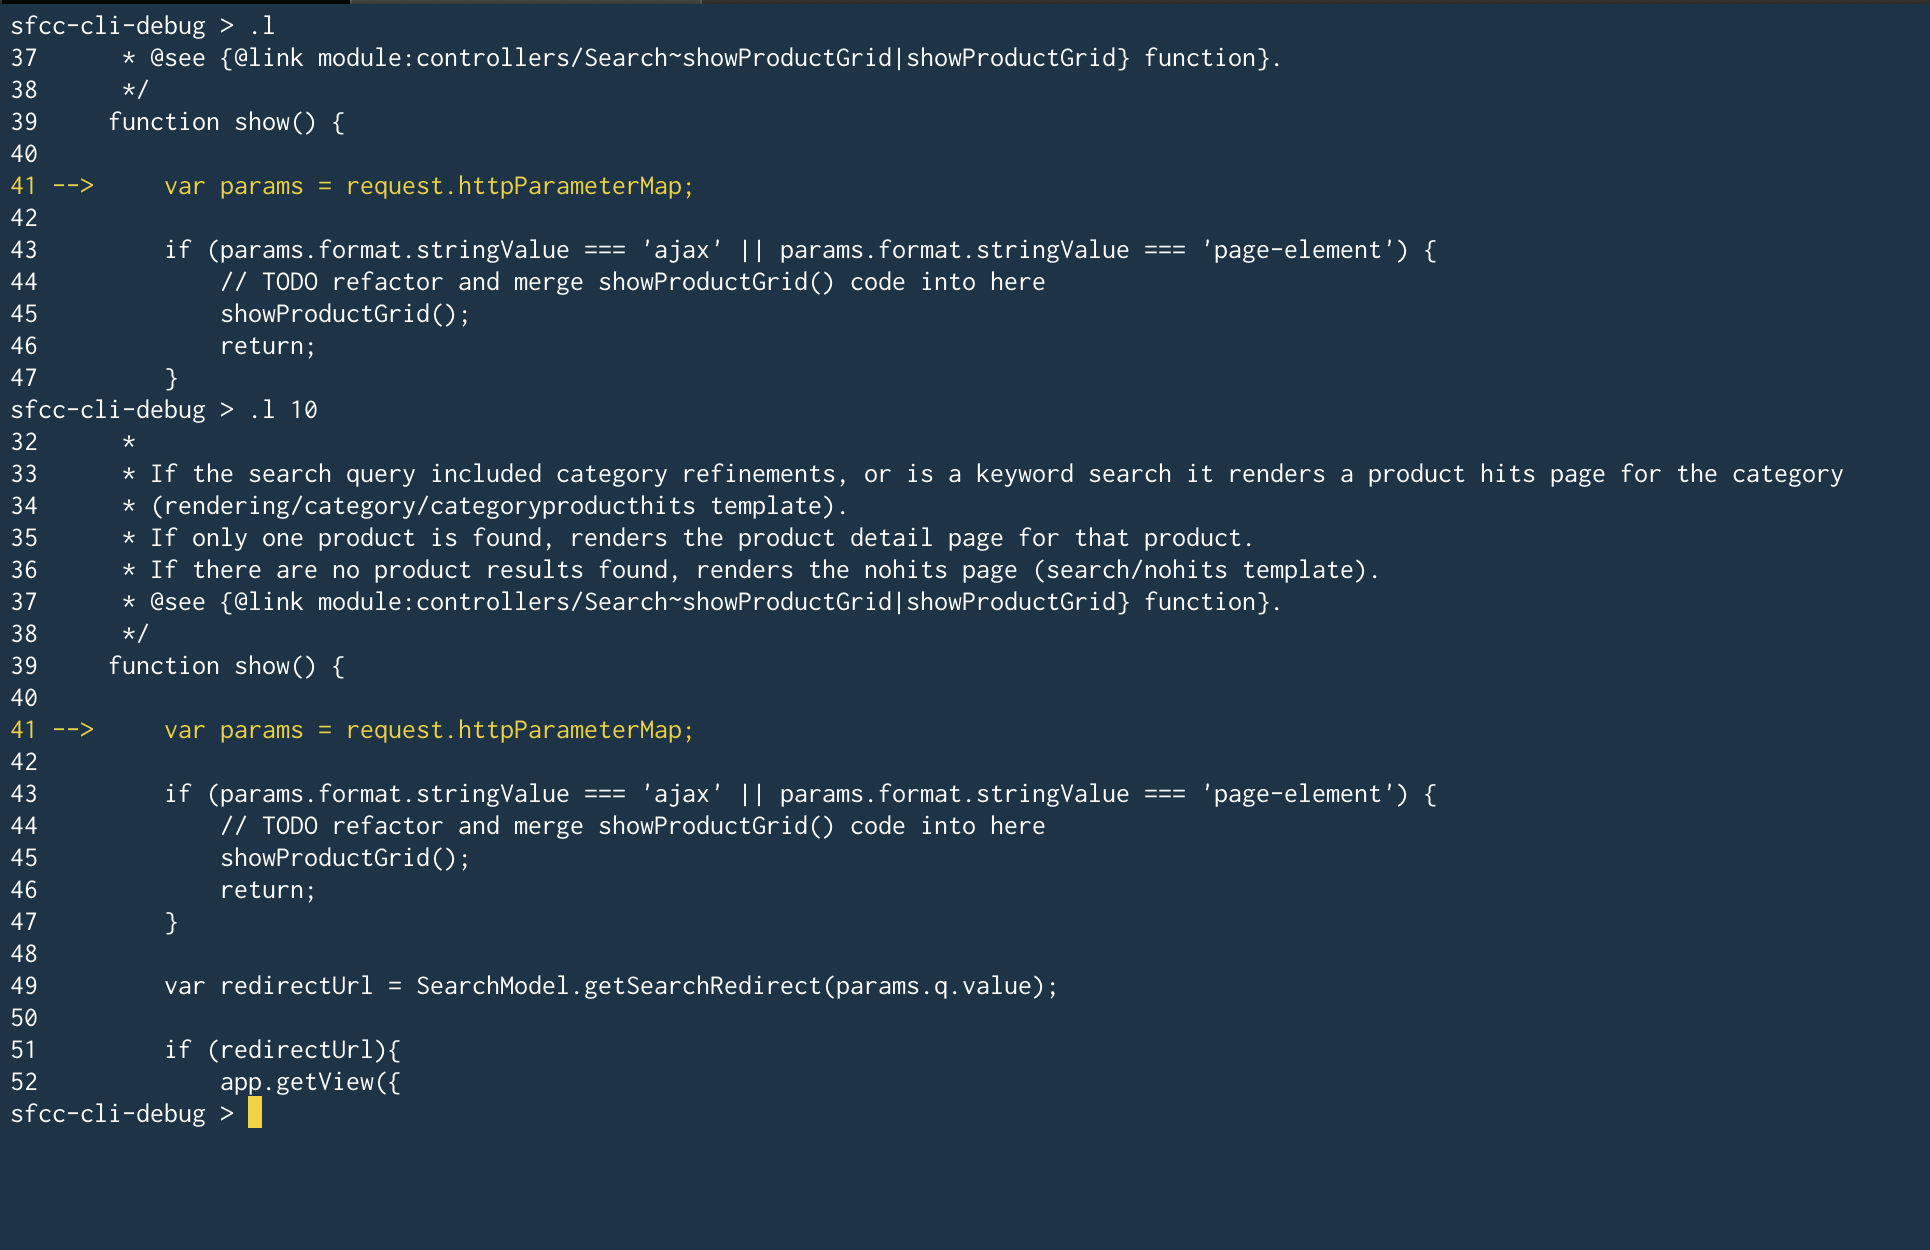 sfcc-cli-debug > .l
37      * @see {@link module:controllers/Search~showProductGrid|showProductGrid} function}.
38      */
39     function show() {
40
41 -->     var params = request.httpParameterMap;
42
43         if (params.format.stringValue === 'ajax' || params.format.stringValue === 'page-element') {
44             // TODO refactor and merge showProductGrid() code into here
45             showProductGrid();
46             return;
47         }
sfcc-cli-debug > .l 10
32      *
33      * If the search query included category refinements, or is a keyword search it renders a product hits page for the category
34      * (rendering/category/categoryproducthits template).
35      * If only one product is found, renders the product detail page for that product.
36      * If there are no product results found, renders the nohits page (search/nohits template).
37      * @see {@link module:controllers/Search~showProductGrid|showProductGrid} function}.
38      */
39     function show() {
40
41 -->     var params = request.httpParameterMap;
42
43         if (params.format.stringValue === 'ajax' || params.format.stringValue === 'page-element') {
44             // TODO refactor and merge showProductGrid() code into here
45             showProductGrid();
46             return;
47         }
48
49         var redirectUrl = SearchModel.getSearchRedirect(params.q.value);
50
51         if (redirectUrl){
52             app.getView({
sfcc-cli-debug >